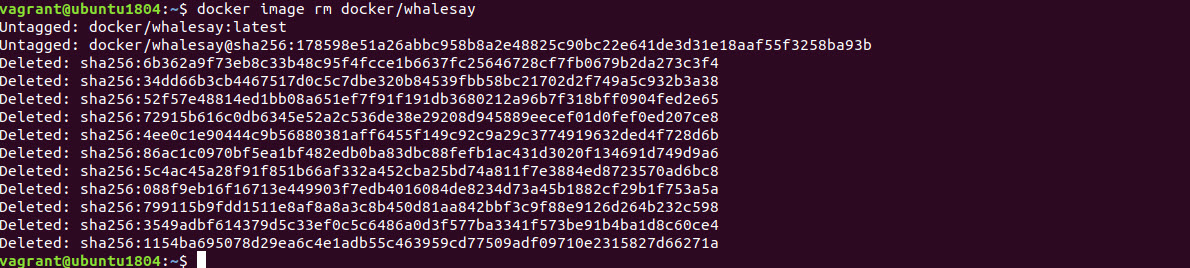 vagrant@ubuntu1804:~$ docker image rm docker/whalesay
Untagged: docker/whalesay:latest
Untagged: docker/whalesay@sha256:178598e51a26abbc958b8a2e48825c90bc22e641de3d31e18aaf55f3258ba93b
Deleted: sha256:6b362a9f73eb8c33b48c95f4fcce1b6637fc25646728cf7fb0679b2da273c3f4
Deleted: sha256:34dd66b3cb4467517d0c5c7dbe320b84539fbb58bc21702d2f749a5c932b3a38
Deleted: sha256:52f57e48814ed1bb08a651ef7f91f191db3680212a96b7f318bff0904fed2e65
Deleted: sha256:72915b616c0db6345e52a2c536de38e29208d945889eecef01d0fef0ed207ce8
Deleted: sha256:4ee0c1e90444c9b56880381aff6455f149c92c9a29c3774919632ded4f728d6b
Deleted: sha256:86ac1c0970bf5ea1bf482edb0ba83dbc88fefb1ac431d3020f134691d749d9a6
Deleted: sha256:5c4ac45a28f91f851b66af332a452cba25bd74a811f7e3884ed8723570ad6bc8
Deleted: sha256:088f9eb16f16713e449903f7edb4016084de8234d73a45b1882cf29b1f753a5a
Deleted: sha256:799115b9fdd1511e8af8a8a3c8b450d81aa842bbf3c9f88e9126d264b232c598
Deleted: sha256:3549adbf614379d5c33ef0c5c6486a0d3f577ba3341f573be91b4ba1d8c60ce4
Deleted: sha256:1154ba695078d29ea6c4e1adb55c463959cd77509adf09710e2315827d66271a
vagrant@ubuntu1804:~$